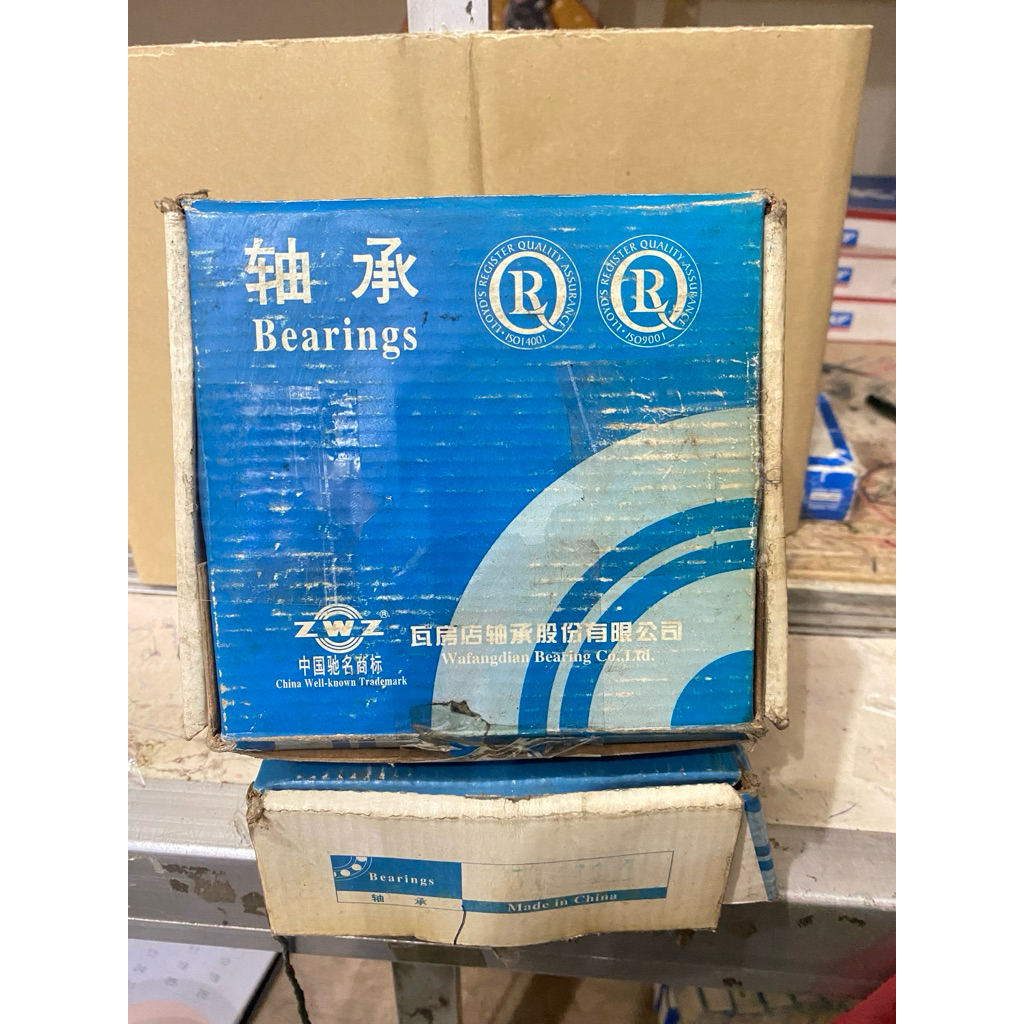 轴承
Bearings
LLOYD'S REGISTER QUALITY ASSURANCE
LRQ
· ISO14001 ·
LLOYD'S REGISTER QUALITY ASSURANCE
LRQ
· ISO9001 ·
ZWZ®
中国驰名商标
China Well-known Trademark
瓦房店轴承股份有限公司
Wafangdian Bearing Co.,Ltd.
Bearings
轴承
Made in China